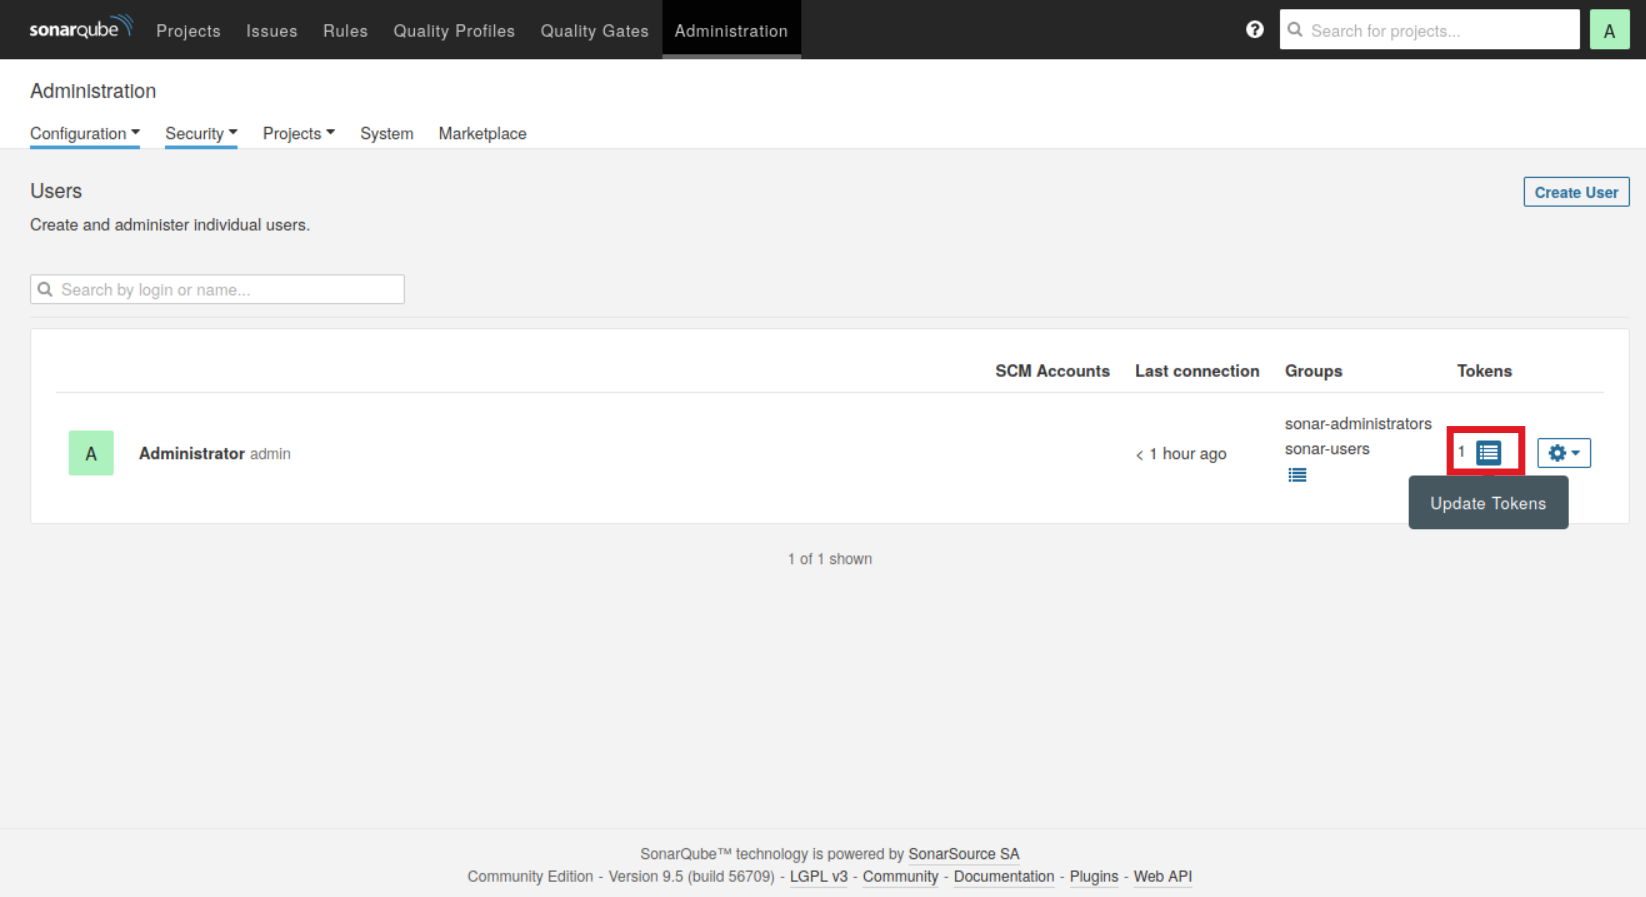 sonarqube Projects Issues Rules Quality Profiles Quality Gates Administration ? Search for projects... A
Administration
Configuration Security Projects System Marketplace
Users
Create User
Create and administer individual users.
Search by login or name...
SCM Accounts Last connection Groups Tokens
A Administrator admin < 1 hour ago sonar-administrators
sonar-users
1
Update Tokens
1 of 1 shown
SonarQube™ technology is powered by SonarSource SA
Community Edition - Version 9.5 (build 56709) - LGPL v3 - Community - Documentation - Plugins - Web API